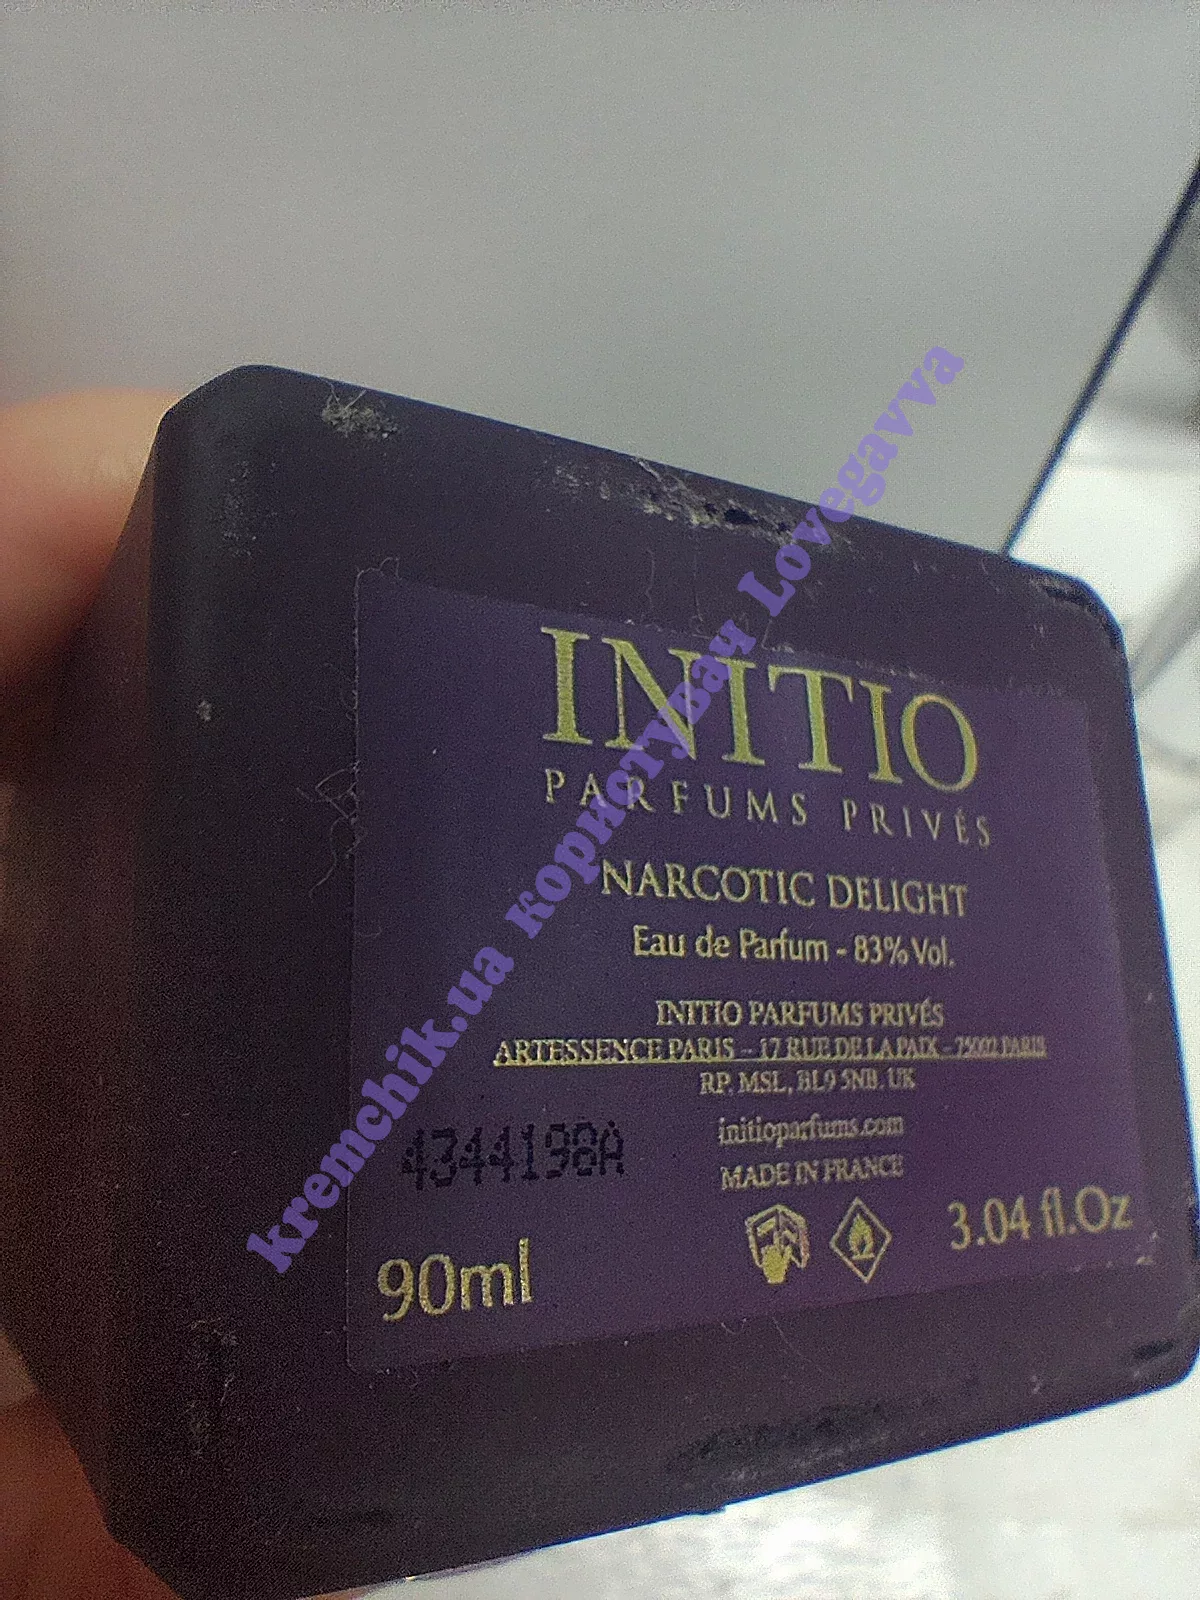 INITIO
PARFUMS PRIVÉS
NARCOTIC DELIGHT
Eau de Parfum - 83% Vol.
INITIO PARFUMS PRIVÉS
ARTESSENCE PARIS - 17 RUE DE LA PAIX - 75002 PARIS
RP, MSL, BL9 5NB, UK
initioparfums.com
MADE IN FRANCE
4344198A
90ml
3.04 fl.Oz
kremchik.ua користувач Lovegavva